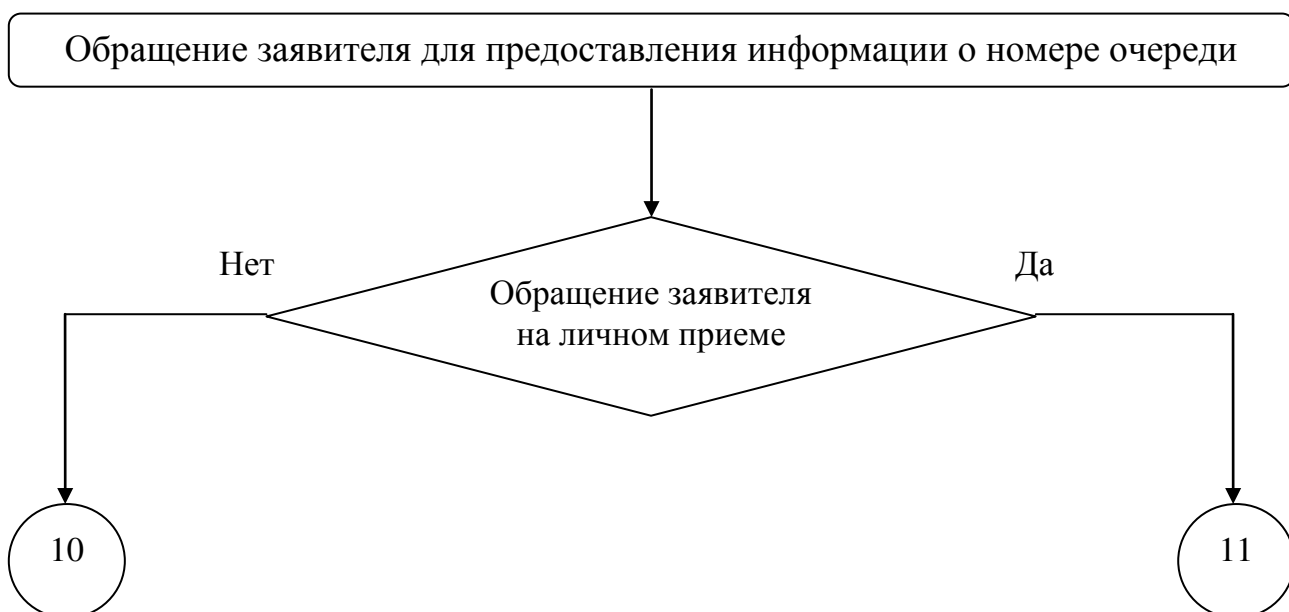 Обращение заявителя для предоставления информации о номере очереди
Нет
Да
Обращение заявителя
на личном приеме
10
11